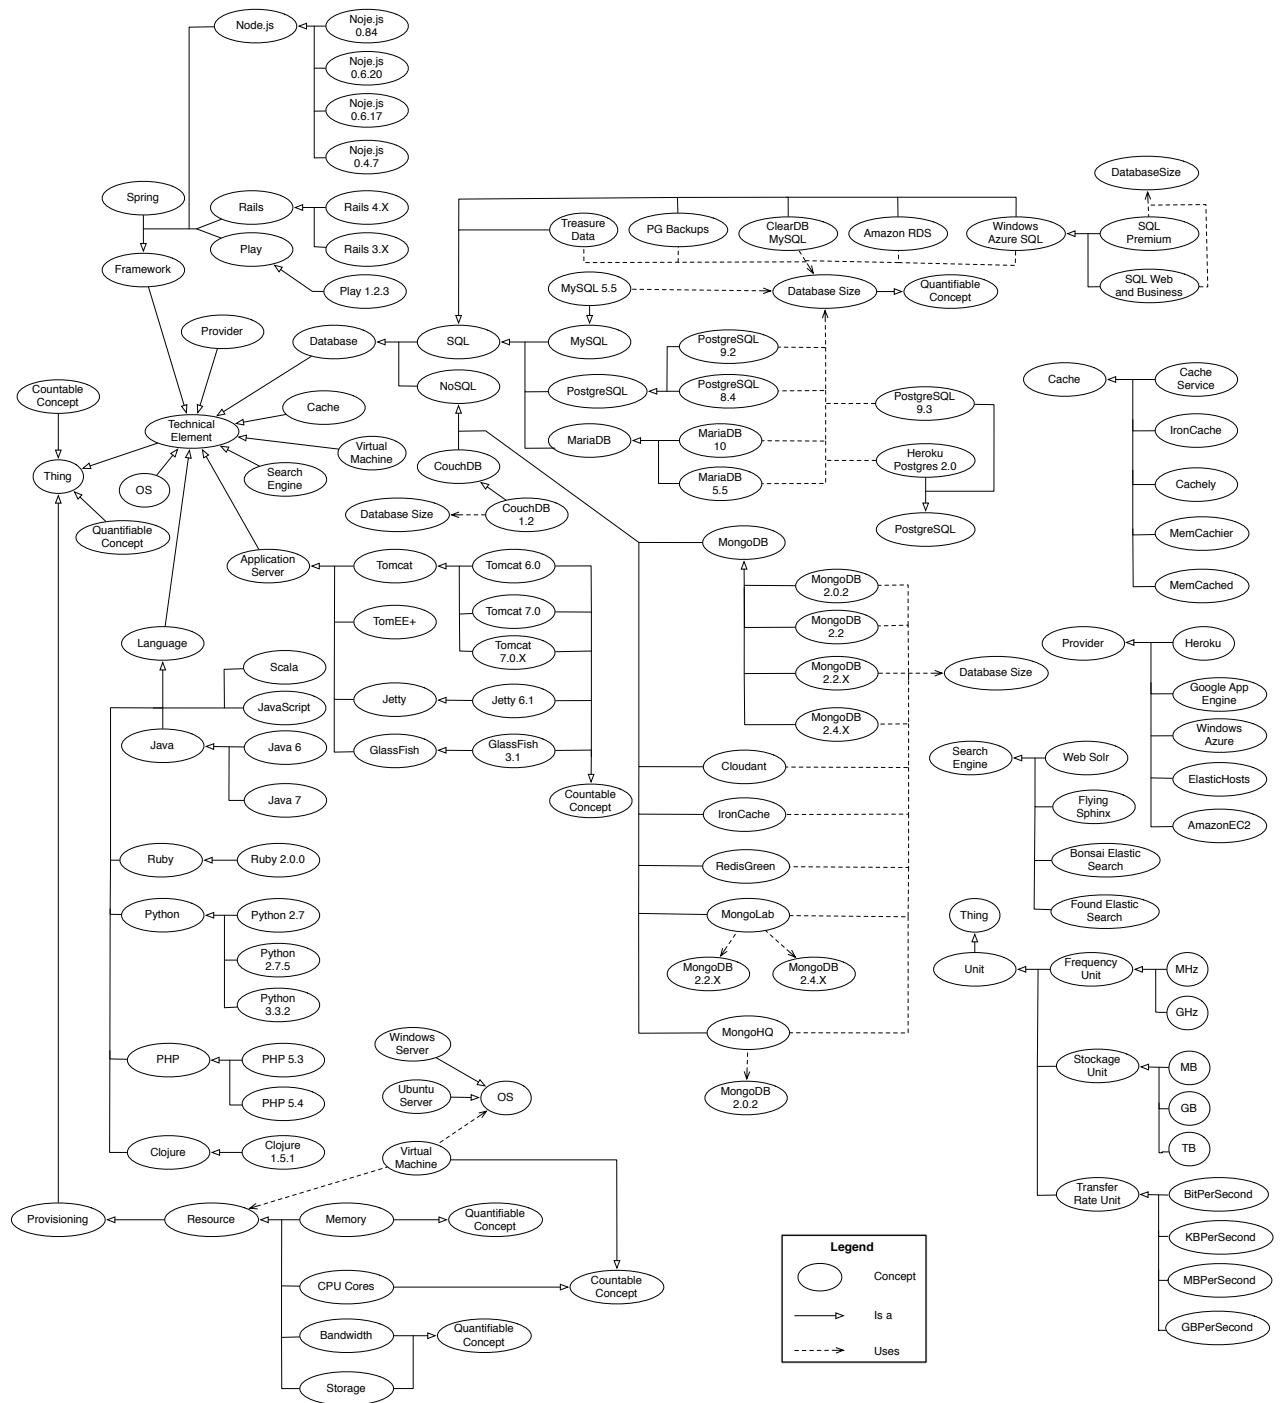 Node.js
Noje.js
0.84
Noje.js
0.6.20
Noje.js
0.6.17
Noje.js
0.4.7
Spring
Rails
Rails 4.X
Play
Rails 3.X
Framework
Play 1.2.3
Treasure
Data
PG Backups
ClearDB
MySQL
Amazon RDS
Windows
Azure SQL
DatabaseSize
SQL
Premium
SQL Web
and Business
MySQL 5.5
Database Size
Quantifiable
Concept
Provider
Database
SQL
MySQL
PostgreSQL
9.2
NoSQL
PostgreSQL
PostgreSQL
8.4
PostgreSQL
9.3
Countable
Concept
Cache
Technical
Element
Virtual
Machine
MariaDB
MariaDB
10
Heroku
Postgres 2.0
Thing
OS
Search
Engine
CouchDB
MariaDB
5.5
Quantifiable
Concept
Database Size
CouchDB
1.2
PostgreSQL
Cache
Cache
Service
IronCache
Cachely
MemCachier
MemCached
Application
Server
Tomcat
Tomcat 6.0
TomEE+
Tomcat 7.0
Tomcat
7.0.X
Jetty
Jetty 6.1
GlassFish
GlassFish
3.1
Countable
Concept
MongoDB
MongoDB
2.0.2
MongoDB
2.2
MongoDB
2.2.X
Database Size
MongoDB
2.4.X
Cloudant
IronCache
RedisGreen
MongoLab
MongoDB
2.2.X
MongoDB
2.4.X
MongoHQ
MongoDB
2.0.2
Language
Scala
JavaScript
Java
Java 6
Java 7
Ruby
Ruby 2.0.0
Python
Python 2.7
Python
2.7.5
Python
3.3.2
PHP
PHP 5.3
PHP 5.4
Clojure
Clojure
1.5.1
Provider
Heroku
Google App
Engine
Windows
Azure
ElasticHosts
AmazonEC2
Search
Engine
Web Solr
Flying
Sphinx
Bonsai Elastic
Search
Found Elastic
Search
Thing
Unit
Frequency
Unit
MHz
GHz
Stockage
Unit
MB
GB
TB
Transfer
Rate Unit
BitPerSecond
KBPerSecond
MBPerSecond
GBPerSecond
Windows
Server
Ubuntu
Server
OS
Virtual
Machine
Provisioning
Resource
Memory
Quantifiable
Concept
CPU Cores
Countable
Concept
Bandwidth
Quantifiable
Concept
Storage
Legend
Concept
Is a
Uses